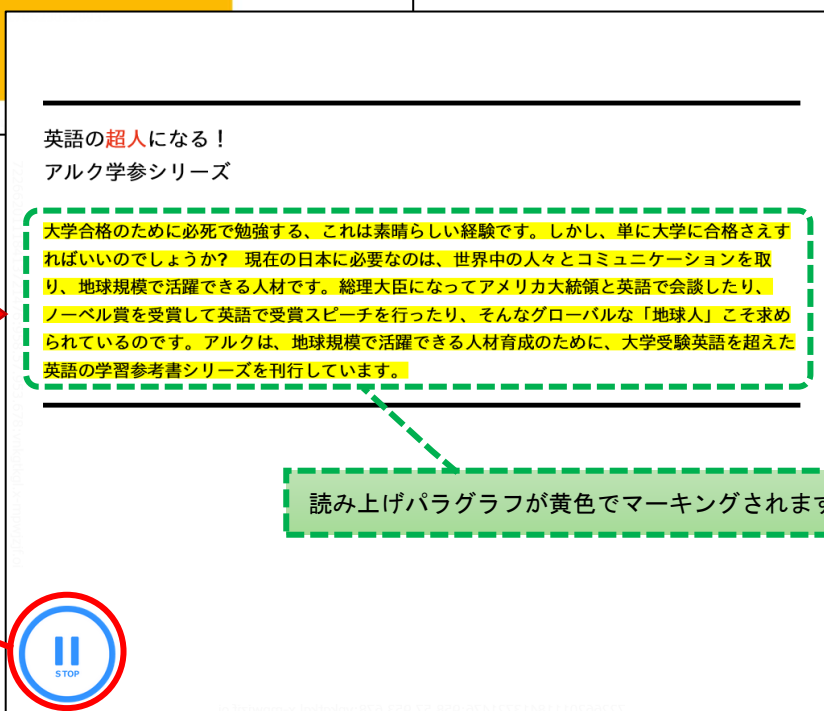 英語の超人になる！
アルク学参シリーズ
大学合格のために必死で勉強する、これは素晴らしい経験です。しかし、単に大学に合格さえす
ればいいのでしょうか?　現在の日本に必要なのは、世界中の人々とコミュニケーションを取
り、地球規模で活躍できる人材です。総理大臣になってアメリカ大統領と英語で会談したり、
ノーベル賞を受賞して英語で受賞スピーチを行ったり、そんなグローバルな「地球人」こそ求め
られているのです。アルクは、地球規模で活躍できる人材育成のために、大学受験英語を超えた
英語の学習参考書シリーズを刊行しています。
読み上げパラグラフが黄色でマーキングされます
STOP